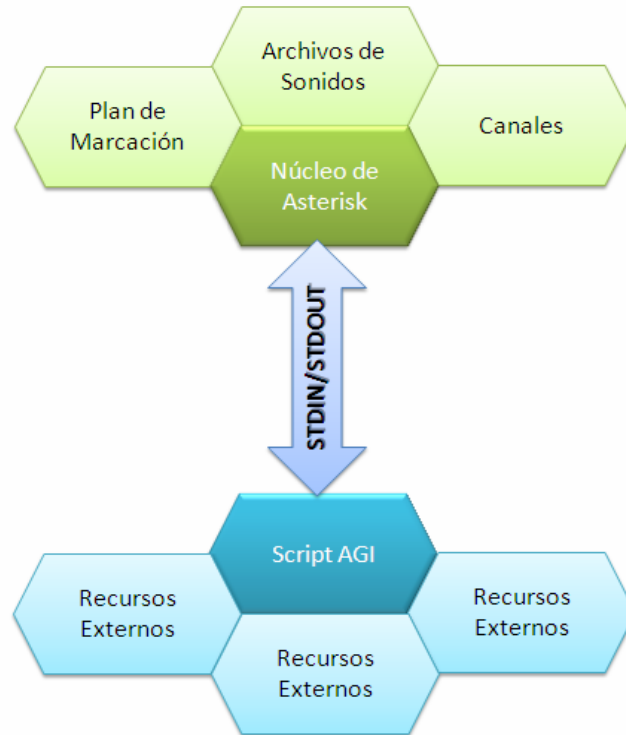 Archivos de
Sonidos
Plan de
Marcación
Canales
Núcleo de
Asterisk
STDIN/STDOUT
Script AGI
Recursos
Externos
Recursos
Externos
Recursos
Externos